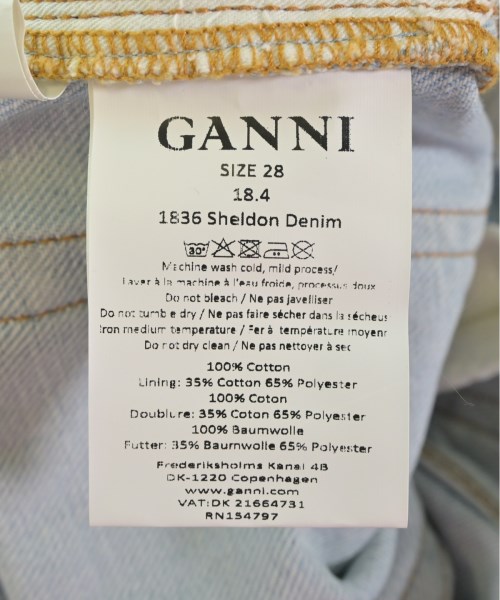 GANNI
SIZE 28
18.4
1836 Sheldon Denim
30°
Machine wash cold, mild process/
Laver à la machine à l'eau froide, processus doux
Do not bleach / Ne pas javelliser
Do not tumble dry / Ne pas faire sécher dans la sécheus
Iron medium temperature / Fer à température moyenn
Do not dry clean / Ne pas nettoyer à sec
100% Cotton
Lining: 35% Cotton 65% Polyester
100% Coton
Doublure: 35% Coton 65% Polyester
100% Baumwolle
Futter: 35% Baumwolle 65% Polyester
Frederiksholms Kanal 4B
DK-1220 Copenhagen
www.ganni.com
VAT:DK 21664731
RN154797